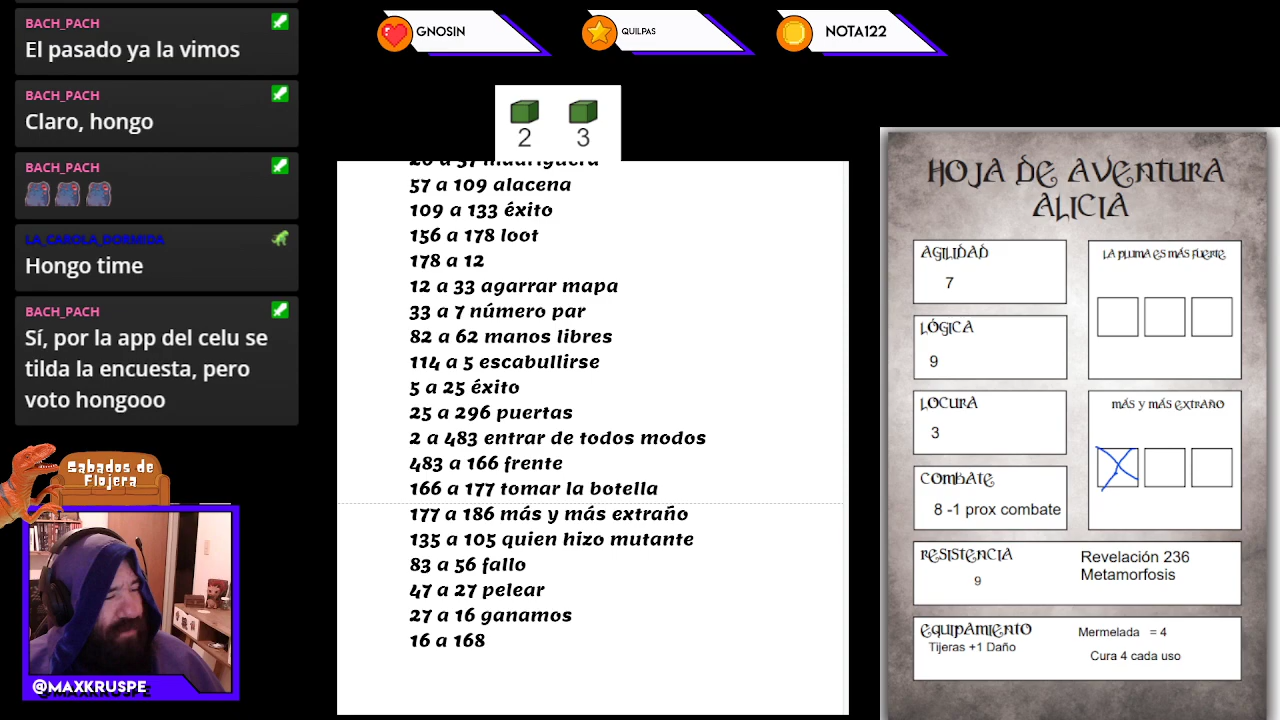 BACH_PACH
El pasado ya la vimos
BACH_PACH
Claro, hongo
BACH_PACH
LA_CAROLA_DORMIDA
Hongo time
BACH_PACH
Sí, por la app del celu se
tilda la encuesta, pero
voto hongooo
Sabados de
Flojera
@MAXKRUSPE
GNOSIN
QUILPAS
NOTA122
2 3
57 a 109 alacena
109 a 133 éxito
156 a 178 loot
178 a 12
12 a 33 agarrar mapa
33 a 7 número par
82 a 62 manos libres
114 a 5 escabullirse
5 a 25 éxito
25 a 296 puertas
2 a 483 entrar de todos modos
483 a 166 frente
166 a 177 tomar la botella
177 a 186 más y más extraño
135 a 105 quien hizo mutante
83 a 56 fallo
47 a 27 pelear
27 a 16 ganamos
16 a 168
HOJA DE AVENTURA
ALICIA
AGILIDAD
7
LÓGICA
9
LOCURA
3
COMBATE
8 -1 prox combate
LA PLUMA ES MÁS FUERTE
MÁS Y MÁS EXTRAÑO
RESISTENCIA
9
Revelación 236
Metamorfosis
EQUIPAMIENTO
Tijeras +1 Daño
Mermelada = 4
Cura 4 cada uso